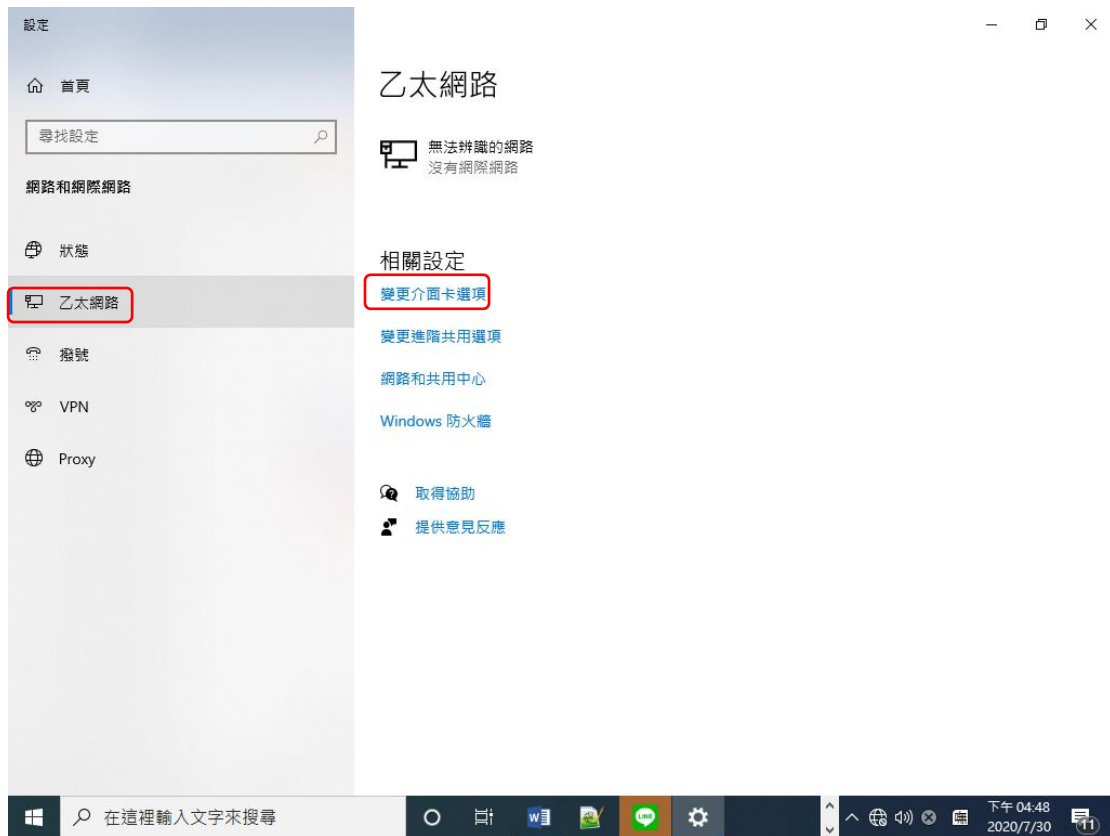 設定
首頁
尋找設定
網路和網際網路
狀態
乙太網路
撥號
VPN
Proxy
乙太網路
無法辨識的網路
沒有網際網路
相關設定
變更介面卡選項
變更進階共用選項
網路和共用中心
Windows 防火牆
取得協助
提供意見反應
在這裡輸入文字來搜尋
LINE
下午 04:48
2020/7/30
11